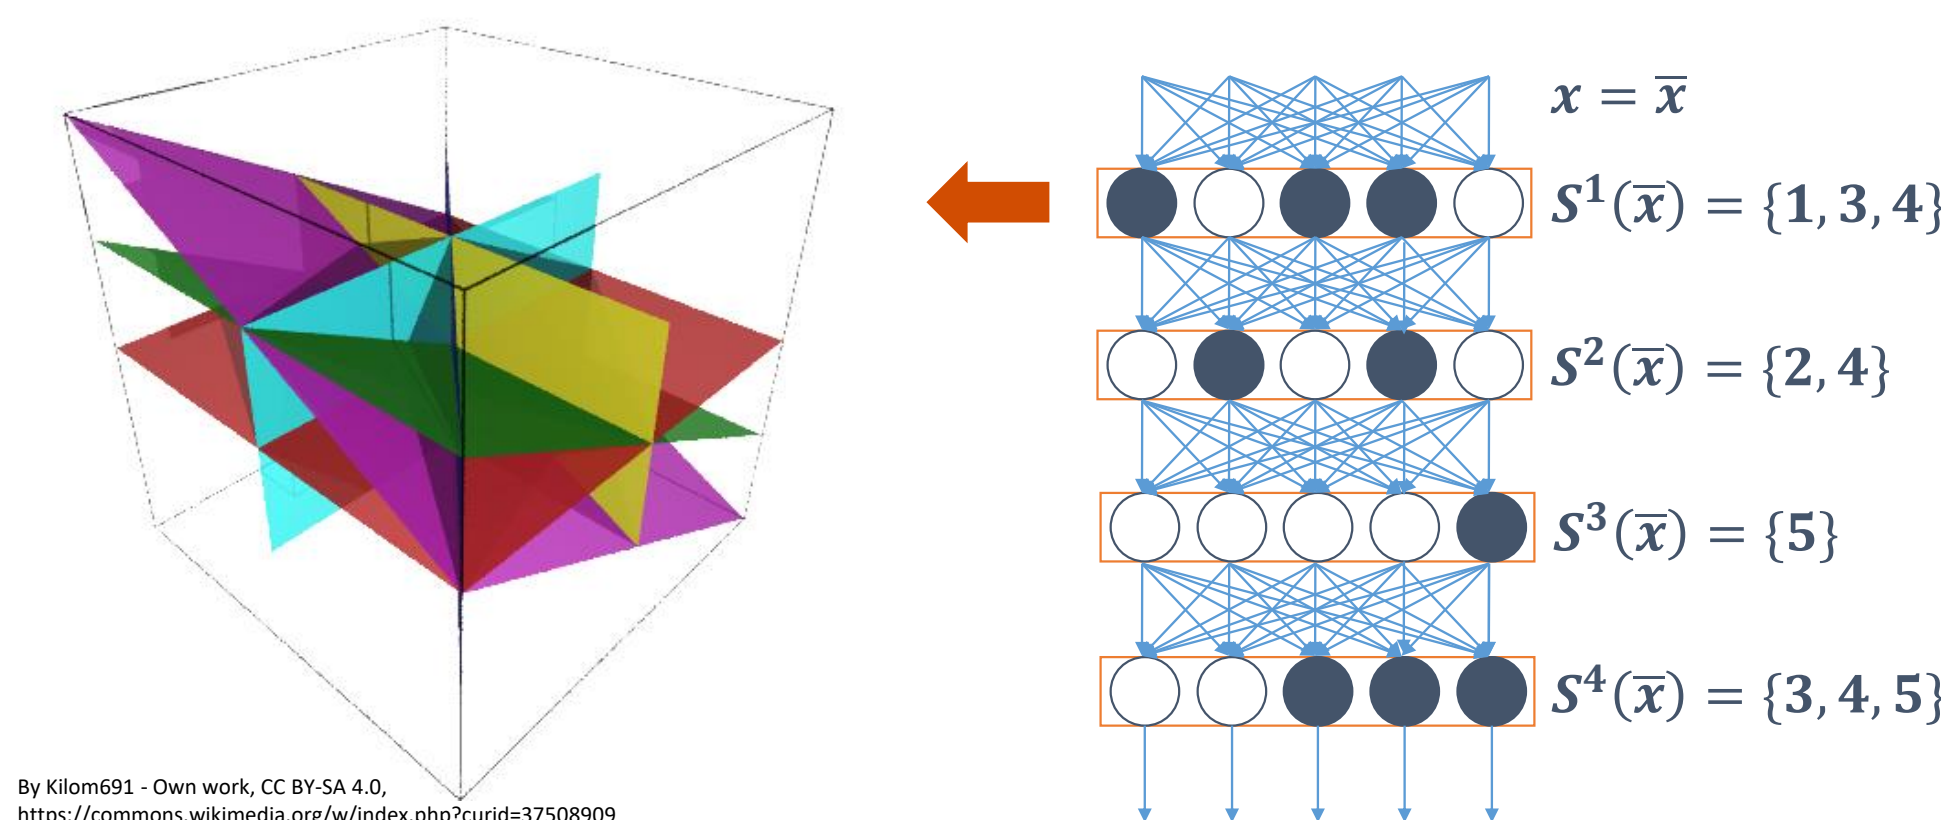 x = x̅
S¹(x̅) = {1, 3, 4}
S²(x̅) = {2, 4}
S³(x̅) = {5}
S⁴(x̅) = {3, 4, 5}
By Kilom691 - Own work, CC BY-SA 4.0,
https://commons.wikimedia.org/w/index.php?curid=37508909